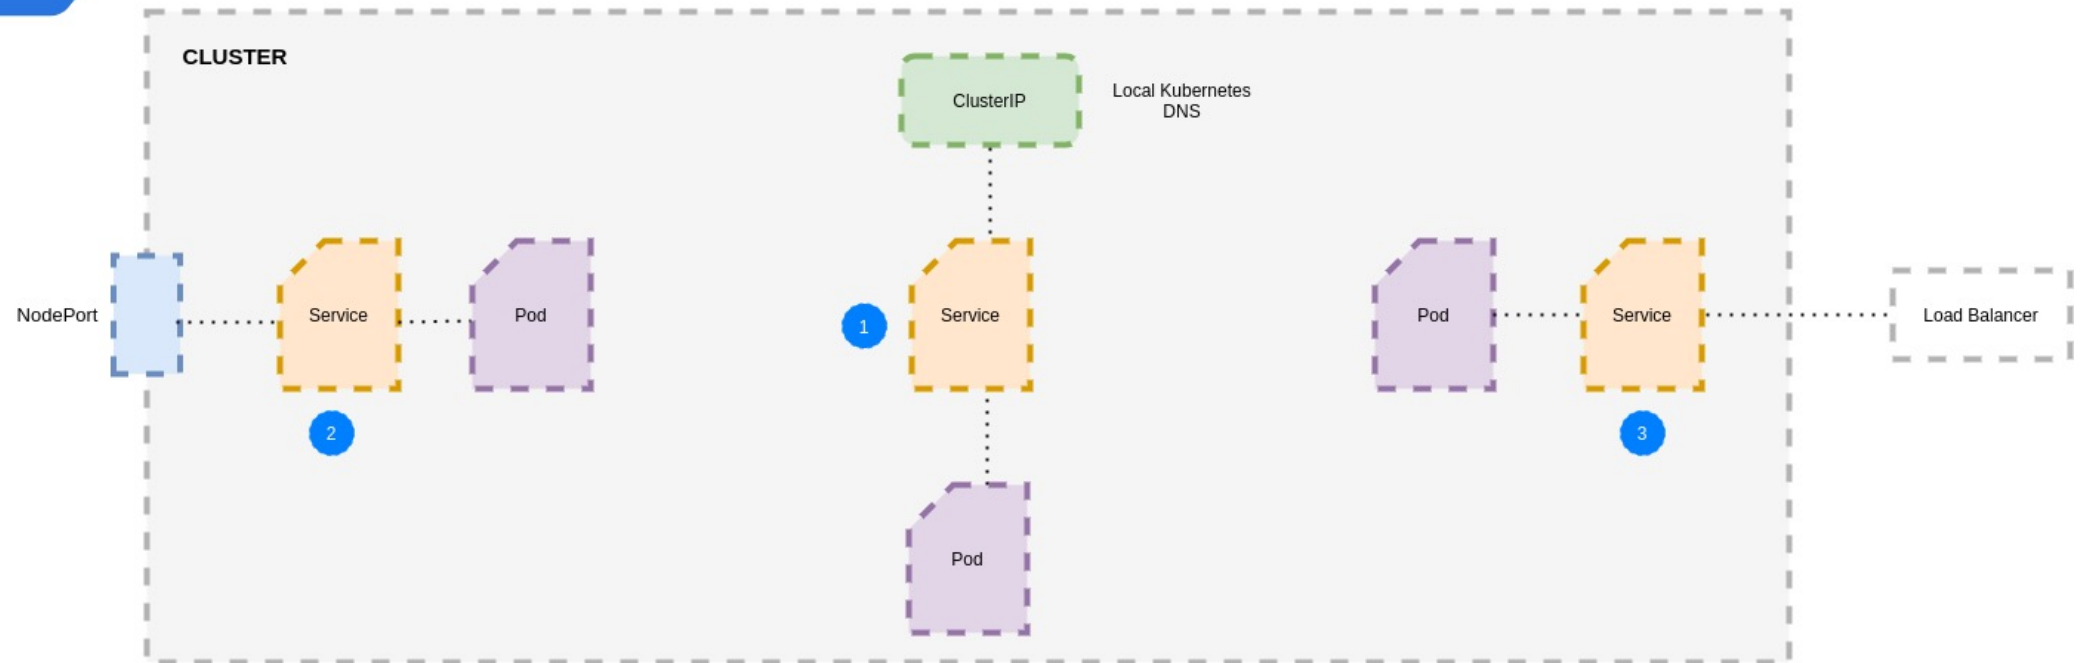 CLUSTER
ClusterIP
Local Kubernetes
DNS
NodePort
Service
Pod
1
Service
Pod
Service
Load Balancer
2
3
Pod